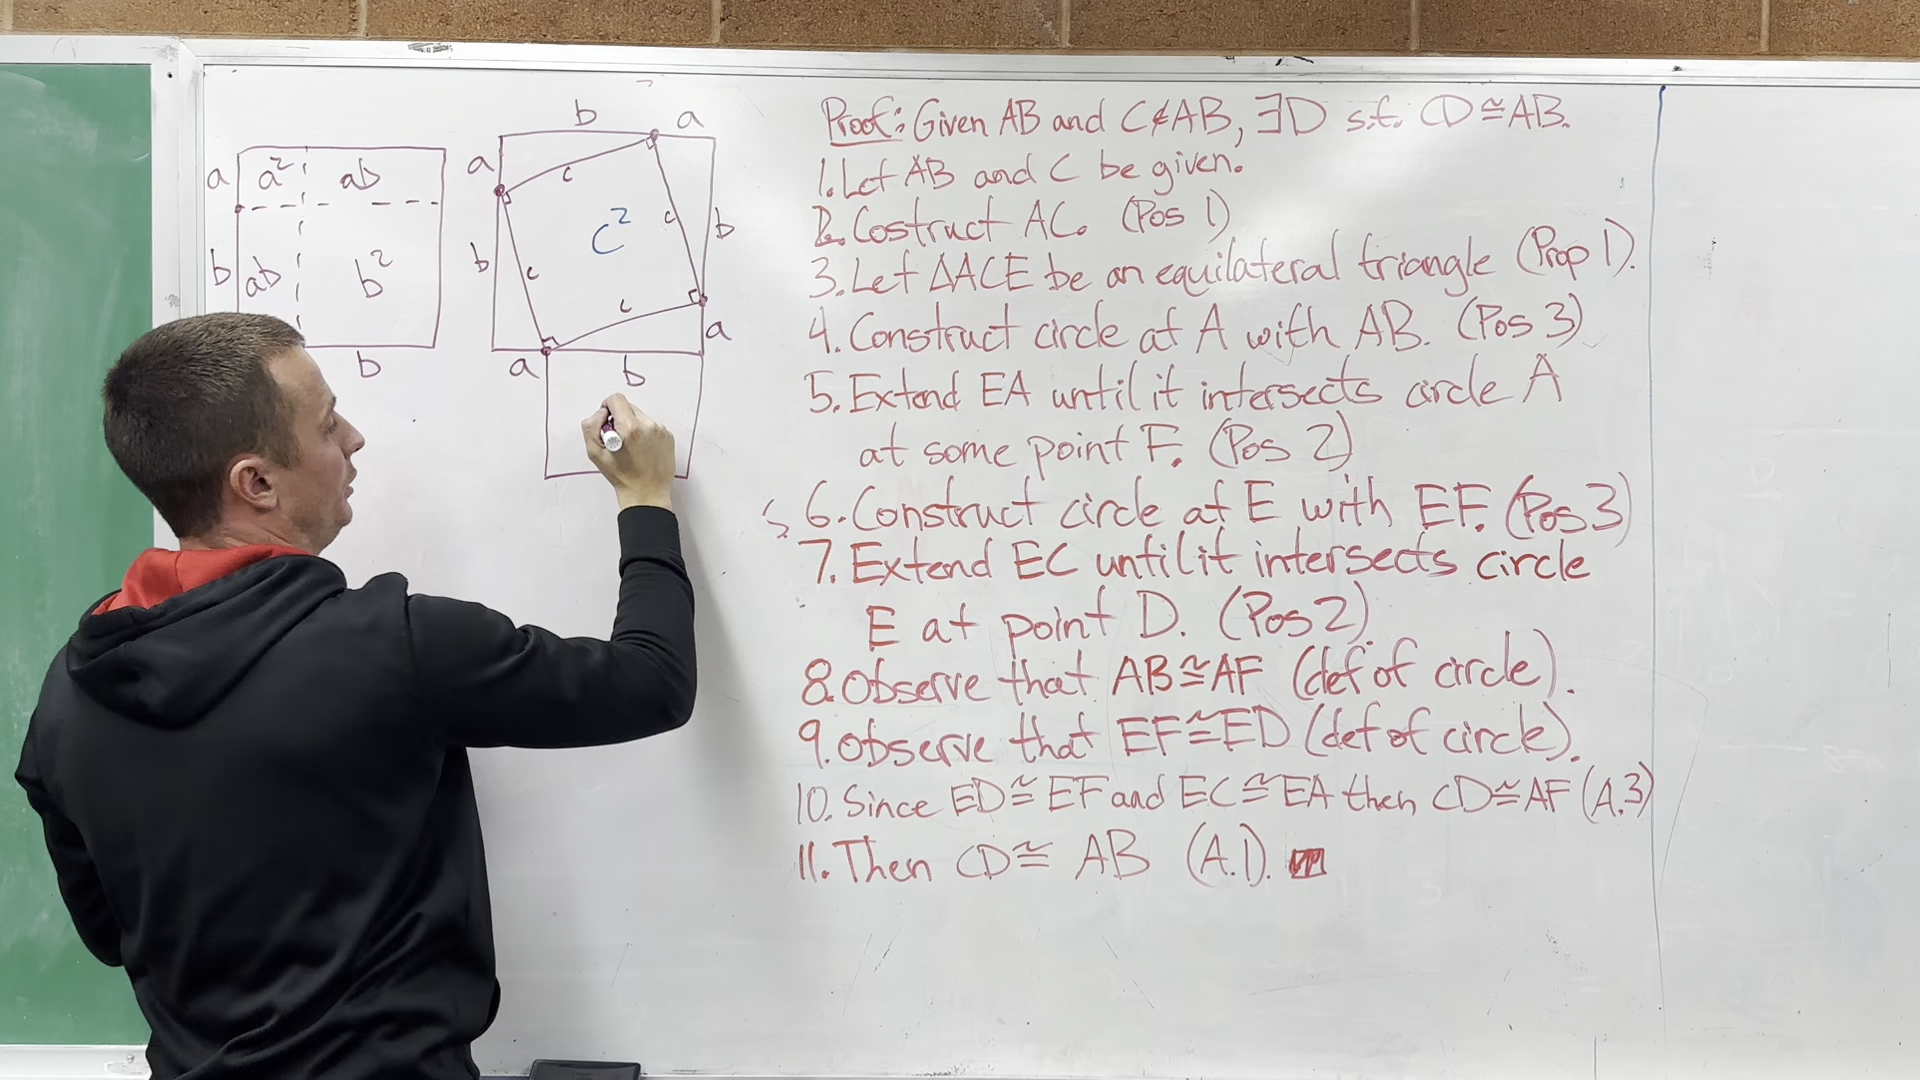 b
a
a
a² ab
a
c
c²
c
b
b
b
ab
b²
c
c
a
b
a
b
Proof: Given AB and C∉AB, ∃D s.t. CD≅AB.
1. Let AB and C be given.
2. Costruct AC. (Pos 1)
3. Let ΔACE be an equilateral triangle (Prop 1).
4. Construct circle at A with AB. (Pos 3)
5. Extend EA until it intersects circle A
at some point F. (Pos 2)
6. Construct circle at E with EF. (Pos 3)
7. Extend EC until it intersects circle
E at point D. (Pos 2)
8. Observe that AB≅AF (def of circle).
9. Observe that EF≅ED (def of circle).
10. Since ED≅EF and EC≅EA then CD≅AF (A.3)
11. Then CD≅ AB (A.1).